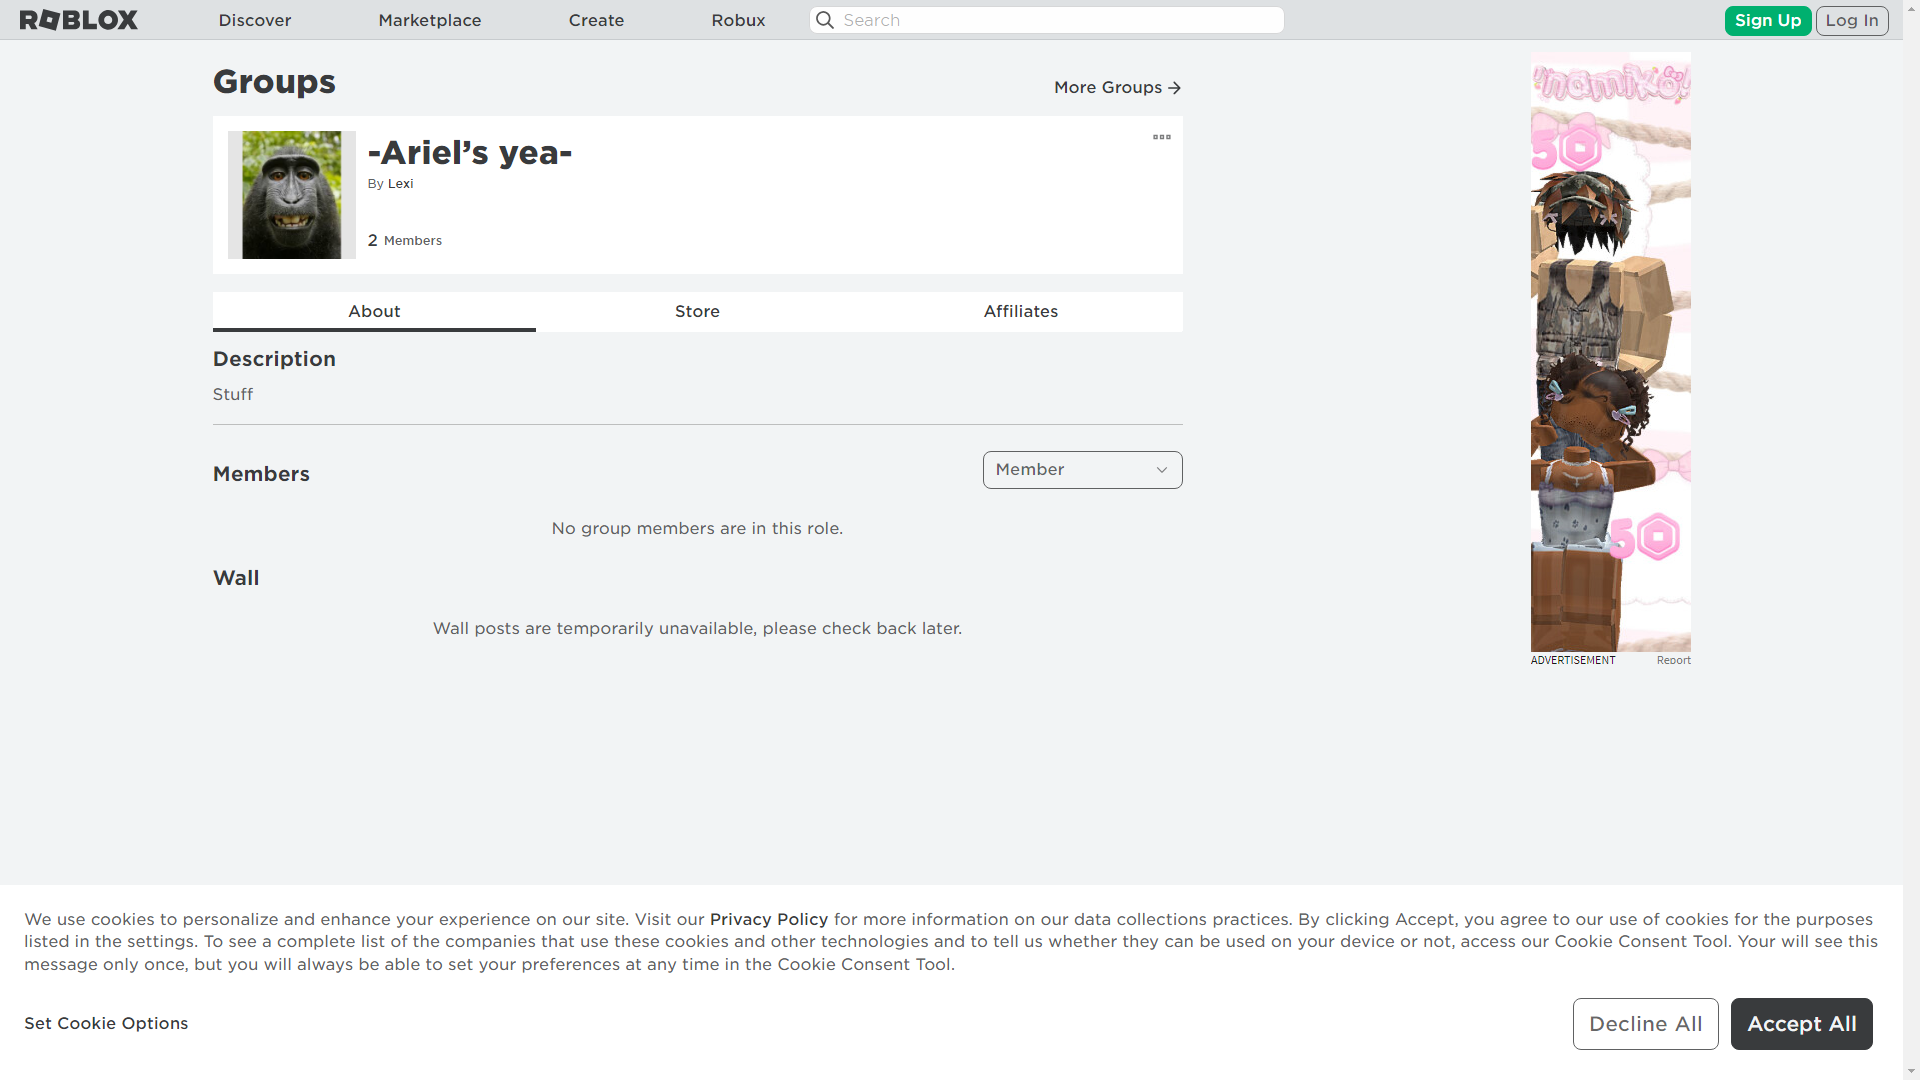 ROBLOX
Discover
Marketplace
Create
Robux
Search
Sign Up
Log In
Groups
More Groups
-Ariel’s yea-
By Lexi
2 Members
About
Store
Affiliates
Description
Stuff
Members
Member
No group members are in this role.
Wall
Wall posts are temporarily unavailable, please check back later.
namiko!
50
50
ADVERTISEMENT
Report
We use cookies to personalize and enhance your experience on our site. Visit our Privacy Policy for more information on our data collections practices. By clicking Accept, you agree to our use of cookies for the purposes
listed in the settings. To see a complete list of the companies that use these cookies and other technologies and to tell us whether they can be used on your device or not, access our Cookie Consent Tool. Your will see this
message only once, but you will always be able to set your preferences at any time in the Cookie Consent Tool.
Set Cookie Options
Decline All
Accept All